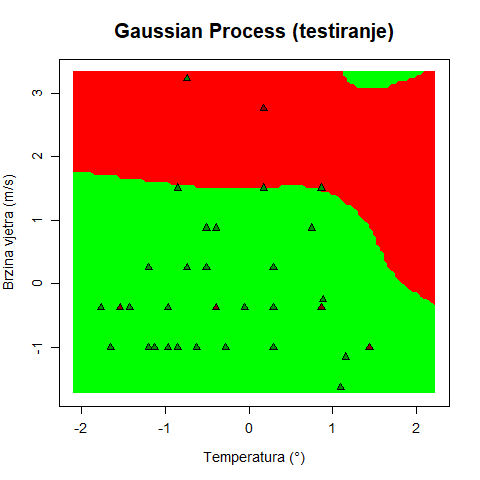 Gaussian Process (testiranje)
Brzina vjetra (m/s)
3
2
1
0
-1
-2 -1 0 1 2
Temperatura (°)